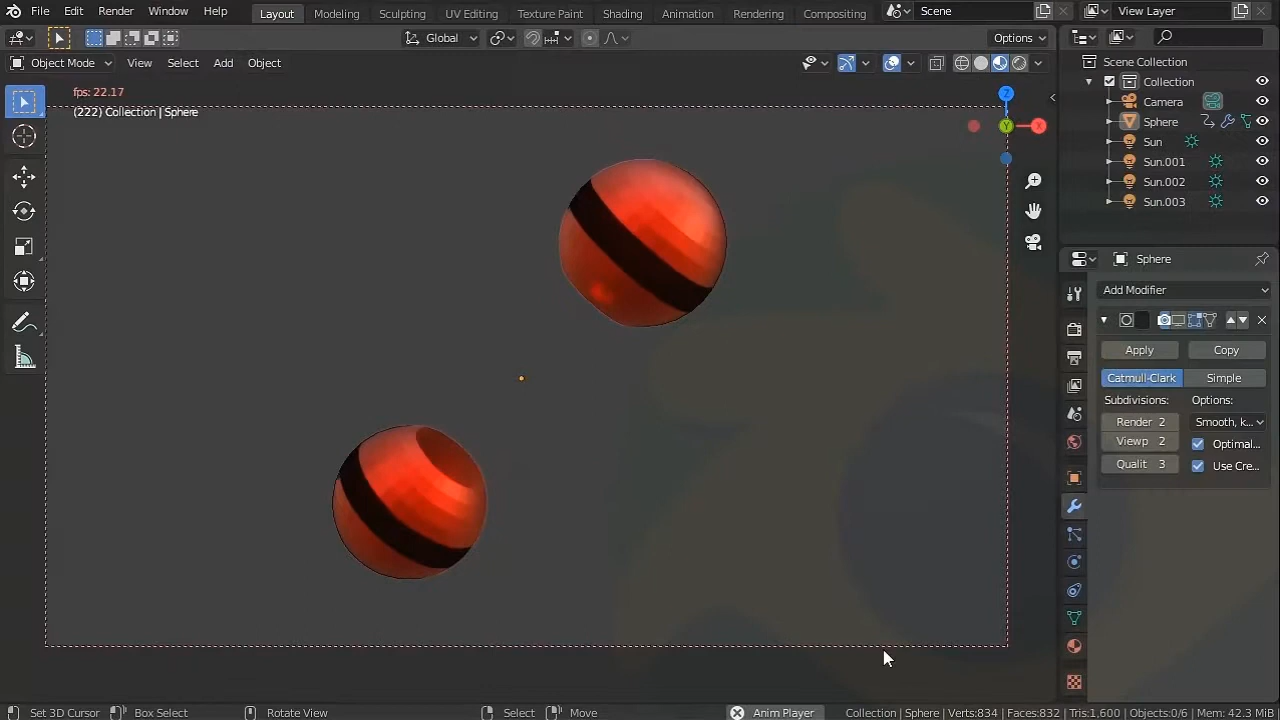 File Edit Render Window Help Layout Modeling Sculpting UV Editing Texture Paint Shading Animation Rendering Compositing Scene View Layer
Global Options
Object Mode View Select Add Object
Scene Collection
Collection
Camera
Sphere
Sun
Sun.001
Sun.002
Sun.003
fps: 22.17
(222) Collection | Sphere
Z
Y
X
Sphere
Add Modifier
Apply Copy
Catmull-Clark Simple
Subdivisions: Options:
Render 2 Smooth, k...
Viewp 2 Optimal...
Qualit 3 Use Cre...
Set 3D Cursor Box Select Rotate View Select Move Anim Player Collection | Sphere | Verts:834 | Faces:832 | Tris:1,600 | Objects:0/6 | Mem: 42.3 MiB